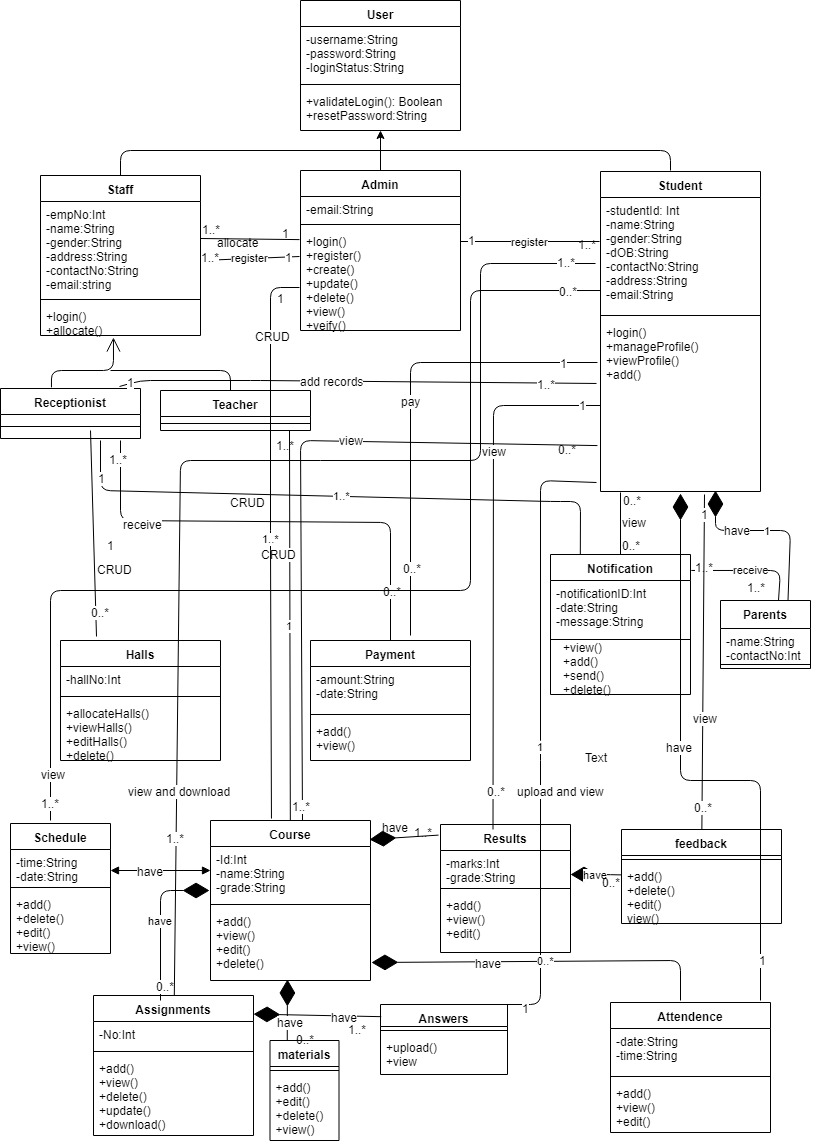 User
-username:String
-password:String
-loginStatus:String
+validateLogin(): Boolean
+resetPassword:String
Staff
-empNo:Int
-name:String
-gender:String
-address:String
-contactNo:String
-email:string
+login()
+allocate()
1..*
allocate
1
1..*
register
1
Admin
-email:String
+login()
+register()
+create()
+update()
+delete()
+view()
+veify()
1
register
1..*
Student
-studentId: Int
-name:String
-gender:String
-dOB:String
-contactNo:String
-address:String
-email:String
+login()
+manageProfile()
+viewProfile()
+add()
1..*
0..*
1
CRUD
1
pay
Receptionist
1
add records
1..*
Teacher
1
1..*
view
view
0..*
1..*
1
CRUD
1..*
receive
1..*
CRUD
0..*
view
0..*
1
have
1
1
CRUD
0..*
0..*
0..*
1
Notification
-notificationID:Int
-date:String
-message:String
+view()
+add()
+send()
+delete()
1..*
receive
1..*
Parents
-name:String
-contactNo:Int
Halls
-hallNo:Int
+allocateHalls()
+viewHalls()
+editHalls()
+delete()
Payment
-amount:String
-date:String
+add()
+view()
view
have
1
Text
view
1..*
view and download
1..*
1..*
0..*
upload and view
0..*
Schedule
-time:String
-date:String
+add()
+delete()
+edit()
+view()
have
Course
-Id:Int
-name:String
-grade:String
+add()
+view()
+edit()
+delete()
have
1..*
Results
-marks:Int
-grade:String
+add()
+view()
+edit()
have
0..*
feedback
+add()
+delete()
+edit()
view()
have
0..*
have
0..*
1
Assignments
-No:Int
+add()
+view()
+delete()
+update()
+download()
have
0..*
have
1..*
materials
+add()
+edit()
+delete()
+view()
Answers
+upload()
+view
1
Attendence
-date:String
-time:String
+add()
+view()
+edit()